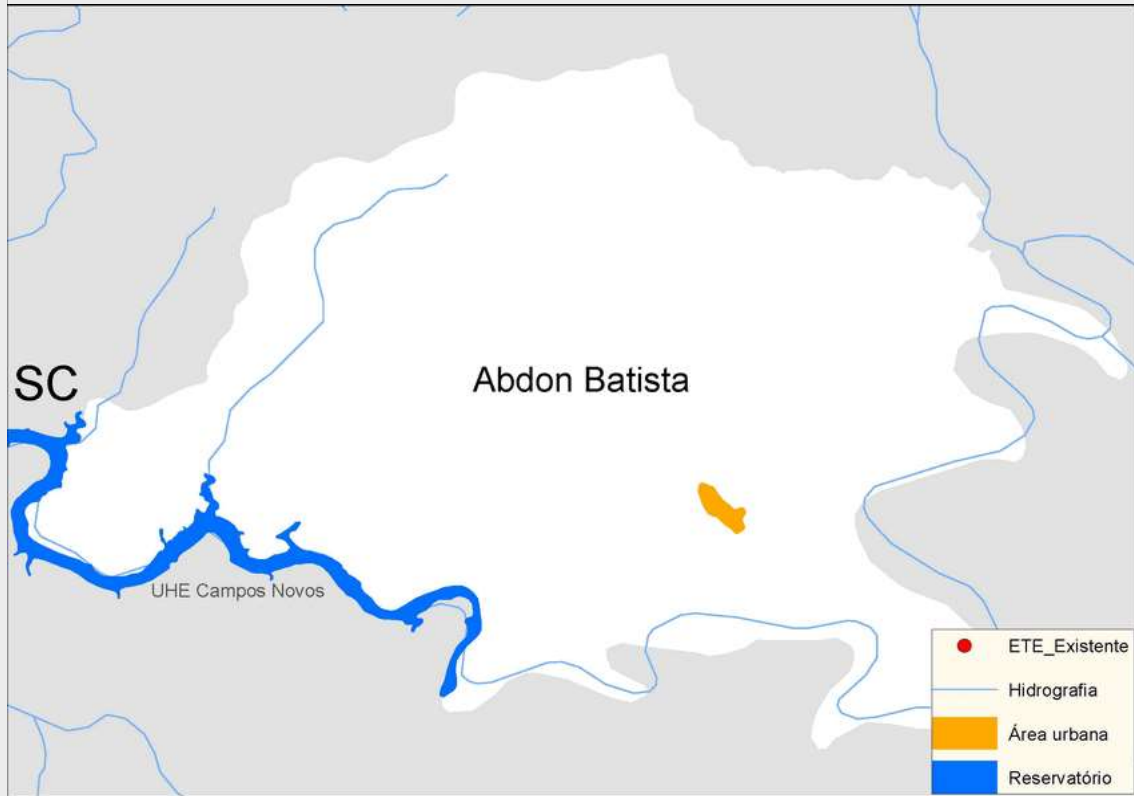 Abdon Batista
SC
UHE Campos Novos
ETE_Existente
Hidrografia
Área urbana
Reservatório